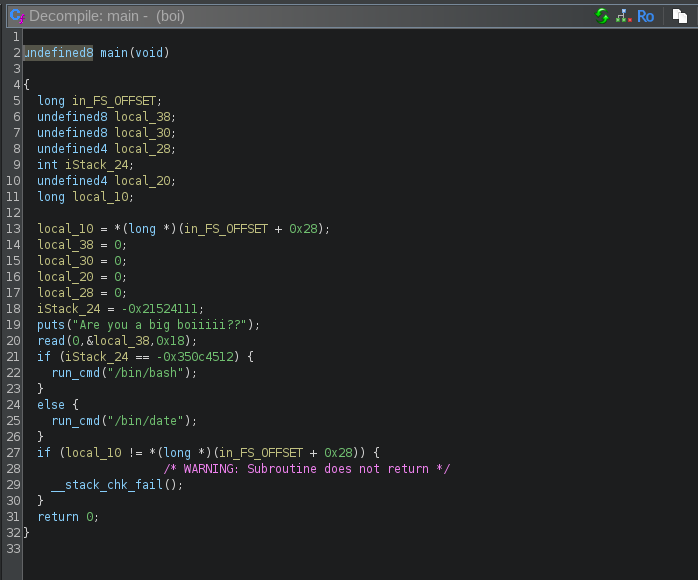 Cf Decompile: main - (boi)
Ro
1
2 undefined8 main(void)
3
4 {
5 long in_FS_OFFSET;
6 undefined8 local_38;
7 undefined8 local_30;
8 undefined4 local_28;
9 int iStack_24;
10 undefined4 local_20;
11 long local_10;
12
13 local_10 = *(long *)(in_FS_OFFSET + 0x28);
14 local_38 = 0;
15 local_30 = 0;
16 local_20 = 0;
17 local_28 = 0;
18 iStack_24 = -0x21524111;
19 puts("Are you a big boiiiii??");
20 read(0,&local_38,0x18);
21 if (iStack_24 == -0x350c4512) {
22 run_cmd("/bin/bash");
23 }
24 else {
25 run_cmd("/bin/date");
26 }
27 if (local_10 != *(long *)(in_FS_OFFSET + 0x28)) {
28 /* WARNING: Subroutine does not return */
29 __stack_chk_fail();
30 }
31 return 0;
32 }
33